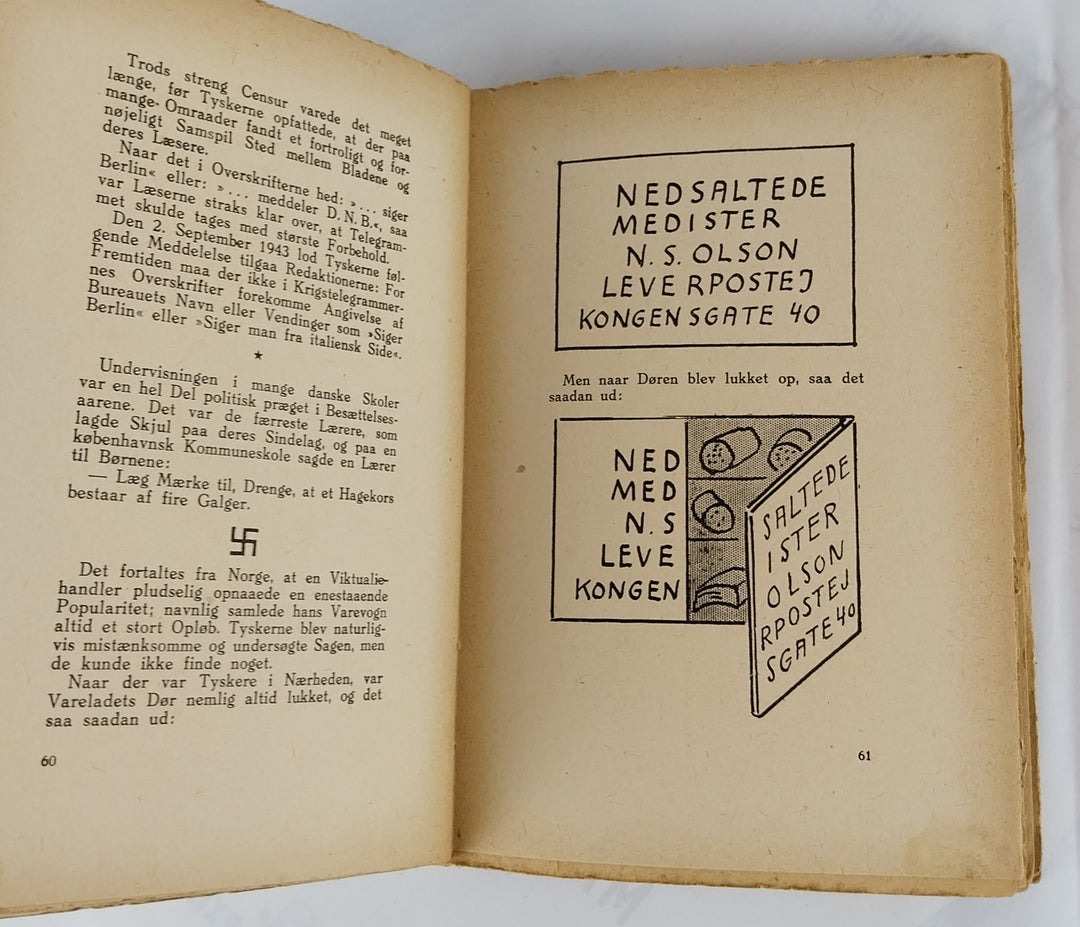 Trods streng Censur varede det meget
længe, før Tyskerne opfattede, at der paa
mange Omraader fandt et fortroligt og for-
nøjeligt Samspil Sted mellem Bladene og
deres Læsere.
Naar det i Overskrifterne hed: »... siger
Berlin« eller: »... meddeler D. N. B.«, saa
var Læserne straks klar over, at Telegram-
met skulde tages med største Forbehold.
Den 2. September 1943 lod Tyskerne føl-
gende Meddelelse tilgaa Redaktionerne: For
Fremtiden maa der ikke i Krigstelegrammer-
nes Overskrifter forekomme Angivelse af
Bureauets Navn eller Vendinger som »Siger
Berlin« eller »Siger man fra italiensk Side«.
★
Undervisningen i mange danske Skoler
var en hel Del politisk præget i Besættelses-
aarene. Det var de færreste Lærere, som
lagde Skjul paa deres Sindelag, og paa en
københavnsk Kommuneskole sagde en Lærer
til Børnene:
— Læg Mærke til, Drenge, at et Hagekors
bestaar af fire Galger.
Det fortaltes fra Norge, at en Viktualie-
handler pludselig opnaaede en enestaaende
Popularitet; navnlig samlede hans Varevogn
altid et stort Opløb. Tyskerne blev naturlig-
vis mistænksomme og undersøgte Sagen, men
de kunde ikke finde noget.
Naar der var Tyskere i Nærheden, var
Vareladets Dør nemlig altid lukket, og det
saa saadan ud:
60
NEDSALTEDE
MEDISTER
N. S. OLSON
LEVERPOSTEJ
KONGENSGATE 40
Men naar Døren blev lukket op, saa det
saadan ud:
NED
MED
N. S
LEVE
KONGEN
SALTEDE
ISTER
OLSON
RPOSTEJ
SGATE 40
61